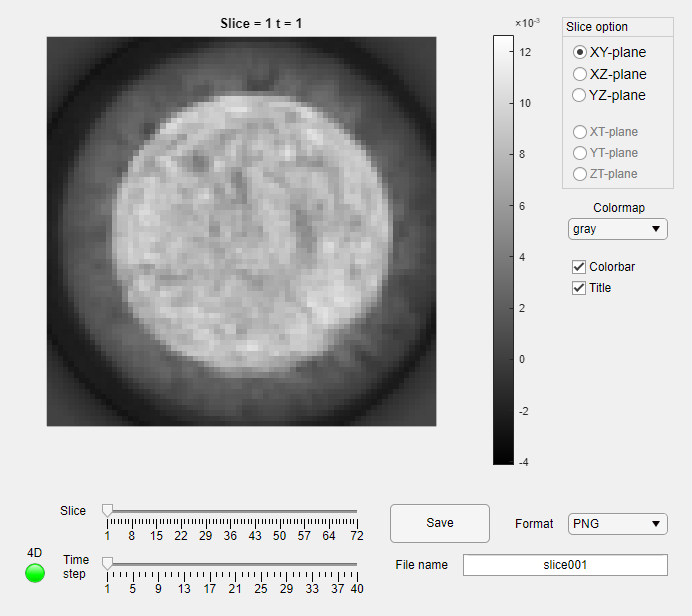 Slice = 1 t = 1
×10⁻³
12
10
8
6
4
2
0
-2
-4
Slice option
XY-plane
XZ-plane
YZ-plane
XT-plane
YT-plane
ZT-plane
Colormap
gray
Colorbar
Title
Slice
1 8 15 22 29 36 43 50 57 64 72
4D
Time
step
1 5 9 13 17 21 25 29 33 37 40
Save
Format
PNG
File name
slice001